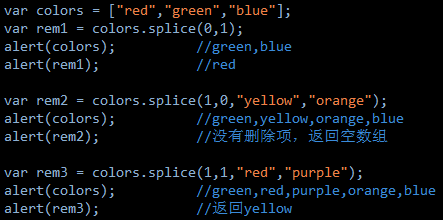 var colors = ["red","green","blue"];
var rem1 = colors.splice(0,1);
alert(colors);          //green,blue
alert(rem1);            //red

var rem2 = colors.splice(1,0,"yellow","orange");
alert(colors);          //green,yellow,orange,blue
alert(rem2);            //没有删除项，返回空数组

var rem3 = colors.splice(1,1,"red","purple");
alert(colors);          //green,red,purple,orange,blue
alert(rem3);            //返回yellow